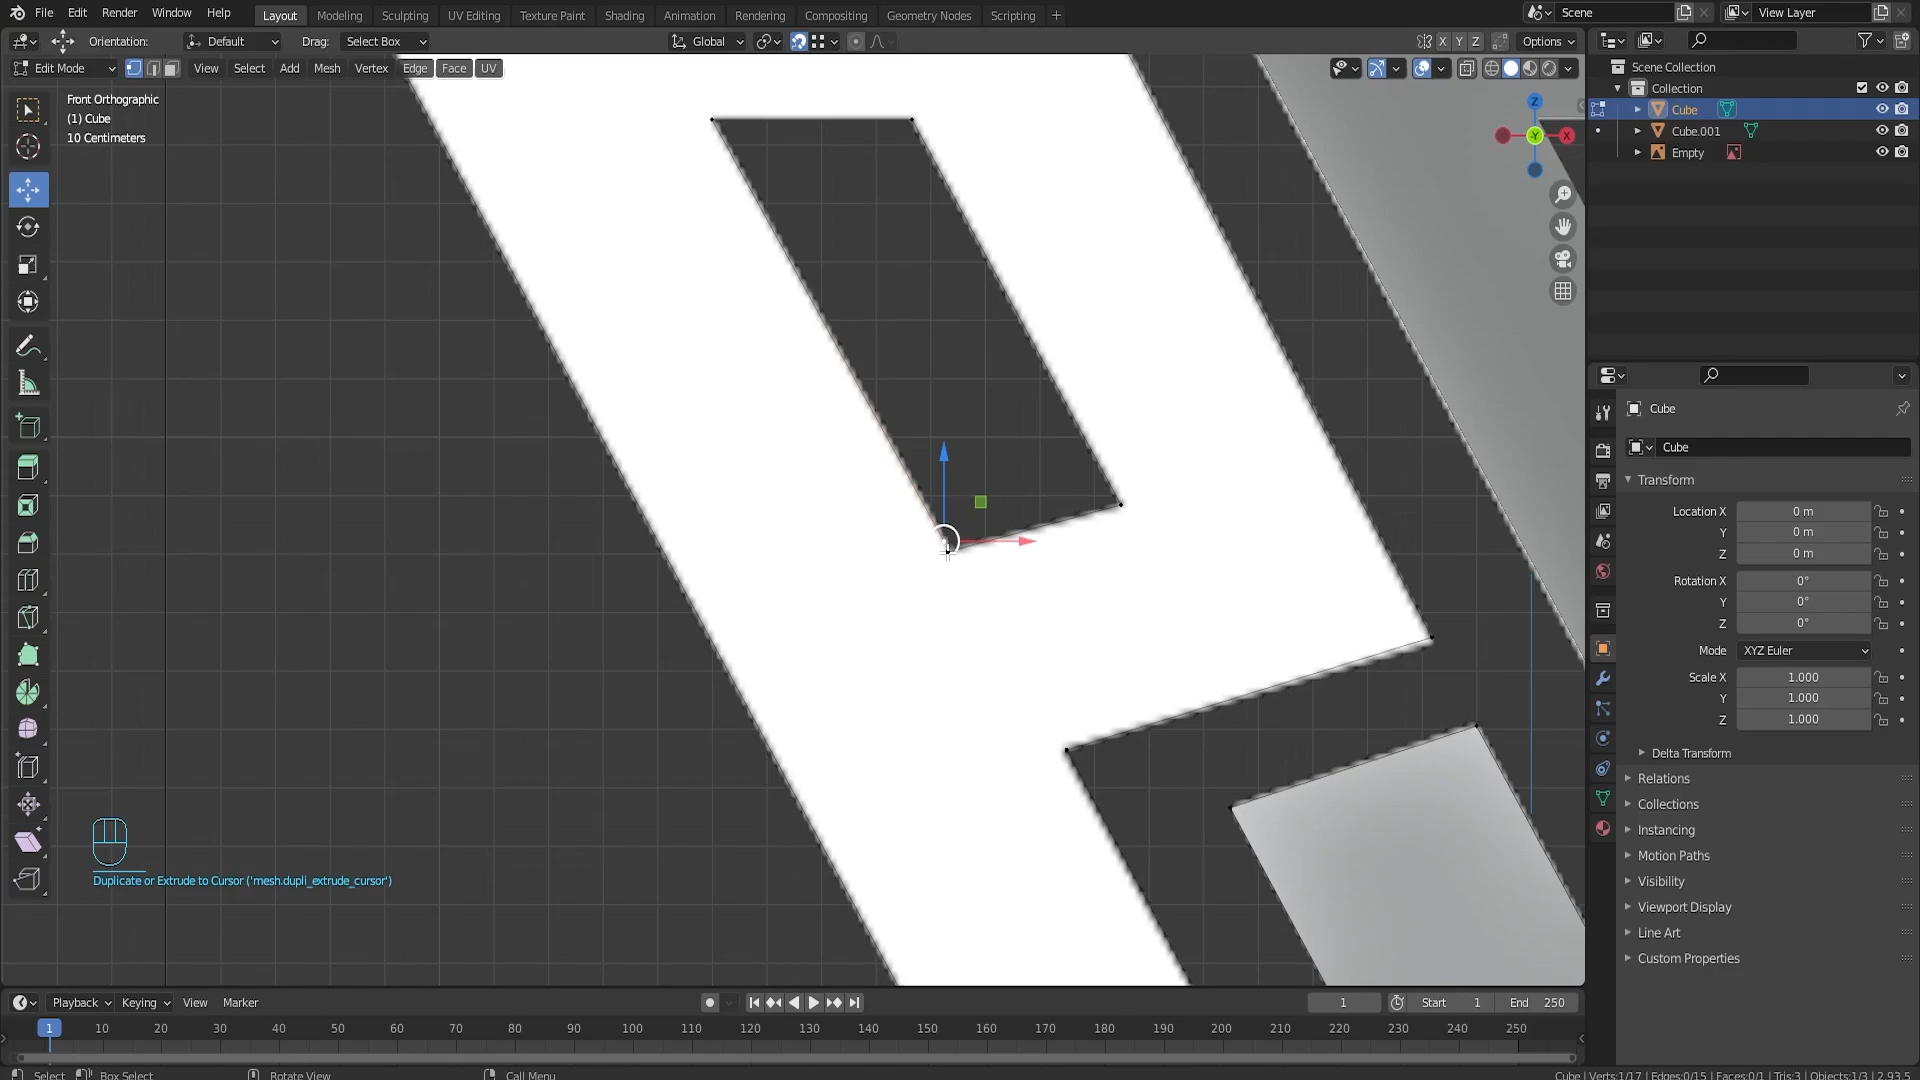 File Edit Render Window Help Layout Modeling Sculpting UV Editing Texture Paint Shading Animation Rendering Compositing Geometry Nodes Scripting + Scene View Layer
Orientation: Default Drag: Select Box Global X Y Z Options
Edit Mode View Select Add Mesh Vertex Edge Face UV
Front Orthographic
(1) Cube
10 Centimeters
Z
Y
X
Duplicate or Extrude to Cursor ('mesh.dupli_extrude_cursor')
Scene Collection
Collection
Cube
Cube.001
Empty
Cube
Cube
Transform
Location X 0 m
Y 0 m
Z 0 m
Rotation X 0°
Y 0°
Z 0°
Mode XYZ Euler
Scale X 1.000
Y 1.000
Z 1.000
Delta Transform
Relations
Collections
Instancing
Motion Paths
Visibility
Viewport Display
Line Art
Custom Properties
Playback Keying View Marker 1 Start 1 End 250
1 10 20 30 40 50 60 70 80 90 100 110 120 130 140 150 160 170 180 190 200 210 220 230 240 250
Select Box Select Rotate View Call Menu Cube | Verts:1/17 | Edges:0/15 | Faces:0/1 | Tris:3 | Objects:1/3 | 2.93.5